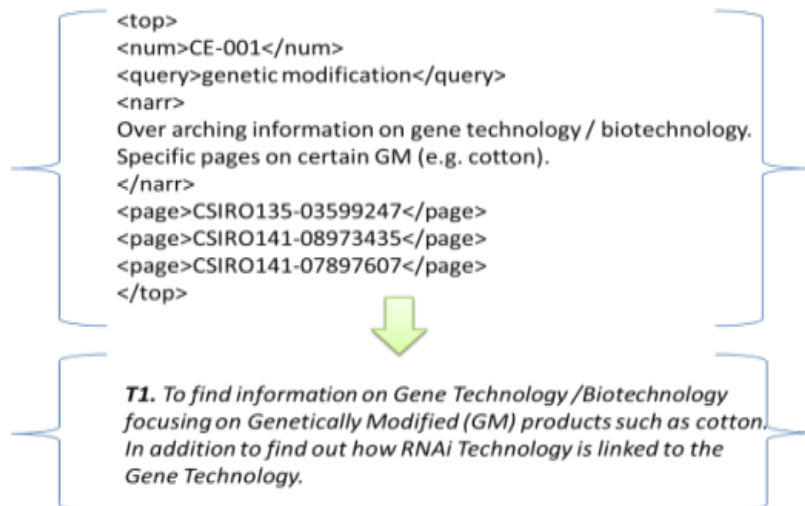 <top>
<num>CE-001</num>
<query>genetic modification</query>
<narr>
Over arching information on gene technology / biotechnology.
Specific pages on certain GM (e.g. cotton).
</narr>
<page>CSIRO135-03599247</page>
<page>CSIRO141-08973435</page>
<page>CSIRO141-07897607</page>
</top>
T1. To find information on Gene Technology /Biotechnology
focusing on Genetically Modified (GM) products such as cotton.
In addition to find out how RNAi Technology is linked to the
Gene Technology.